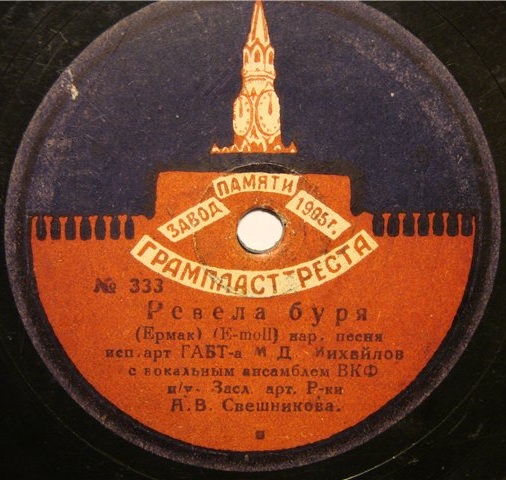 ЗАВОД ПАМЯТИ 1905 г.
ГРАМПЛАСТТРЕСТА
№ 333
Ревела буря
(Ермак) (E-moll) нар. песня
исп. арт ГАБТ-а М Д. Михайлов
с вокальным ансамблем ВКФ
п/у. Засл. арт. Р-ки
А. В. Свешникова.